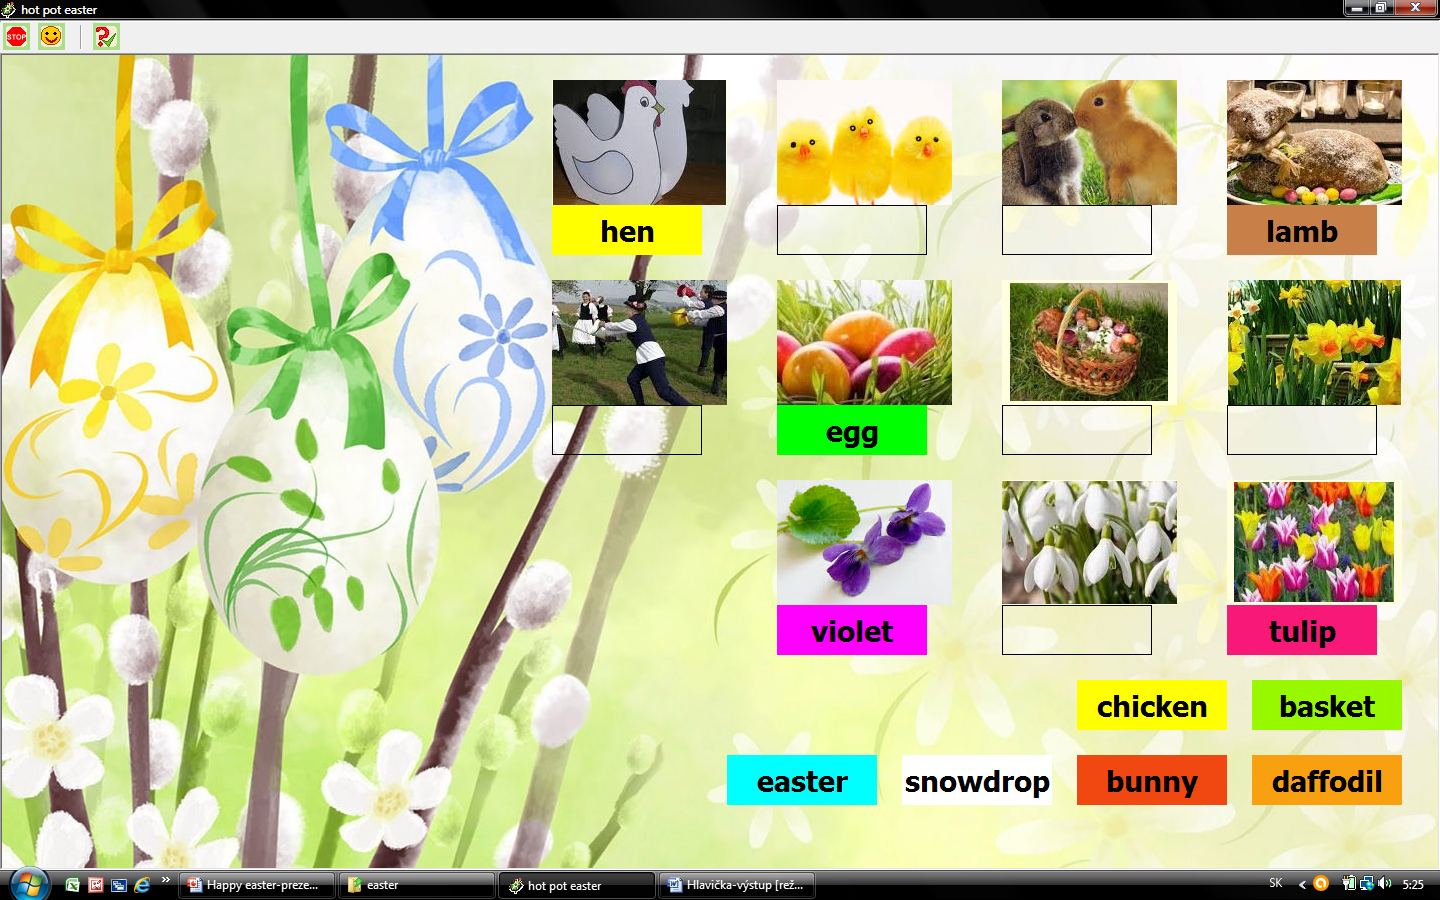 hot pot easter
STOP
hen
lamb
egg
violet
tulip
chicken
basket
easter
snowdrop
bunny
daffodil
Happy easter-preze...
easter
hot pot easter
Hlavička-výstup [rež...
SK
5:25